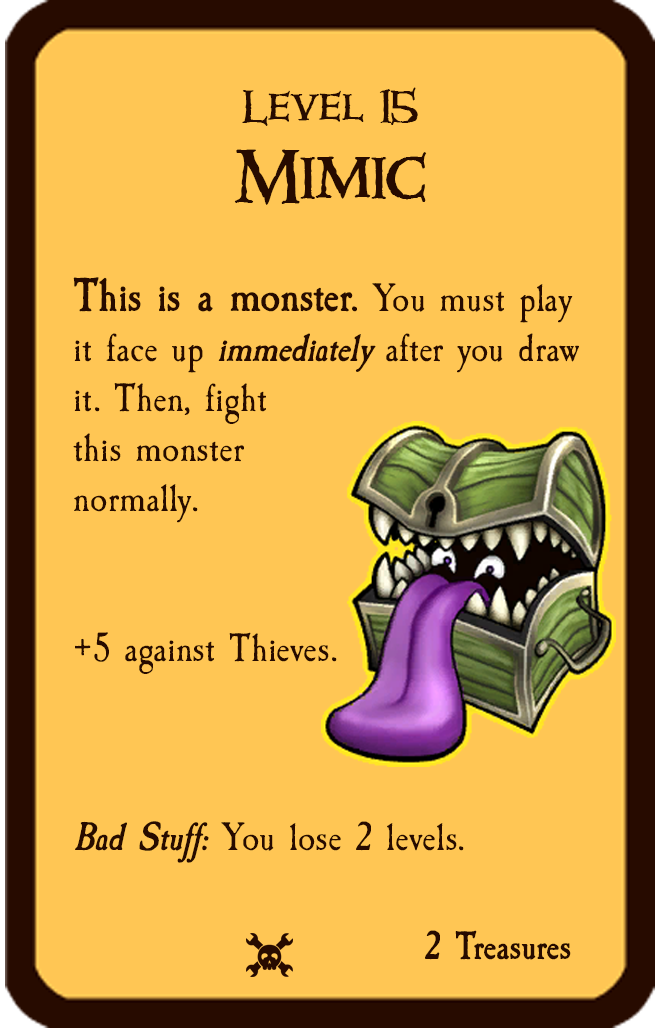 Level 15
Mimic
This is a monster. You must play
it face up immediately after you draw
it. Then, fight
this monster
normally.
+5 against Thieves.
Bad Stuff: You lose 2 levels.
2 Treasures